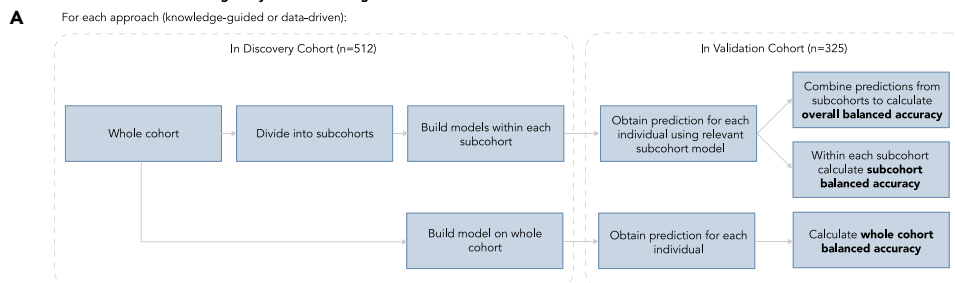 A
For each approach (knowledge-guided or data-driven):
In Discovery Cohort (n=512)
In Validation Cohort (n=325)
Whole cohort
Divide into subcohorts
Build models within each
subcohort
Obtain prediction for each
individual using relevant
subcohort model
Combine predictions from
subcohorts to calculate
overall balanced accuracy
Within each subcohort
calculate subcohort
balanced accuracy
Build model on whole
cohort
Obtain prediction for each
individual
Calculate whole cohort
balanced accuracy